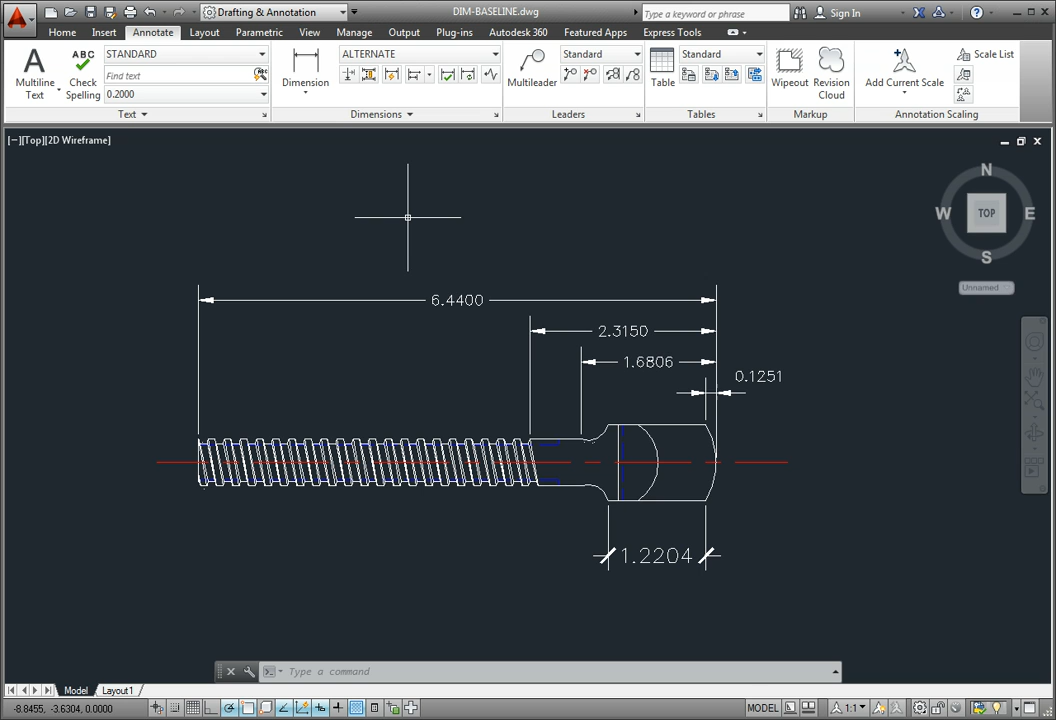 Drafting & Annotation
DIM-BASELINE.dwg
Type a keyword or phrase
Sign In
Home Insert Annotate Layout Parametric View Manage Output Plug-ins Autodesk 360 Featured Apps Express Tools
A
Multiline
Text
ABC
Check
Spelling
STANDARD
Find text
0.2000
Text
Dimension
ALTERNATE
Dimensions
Multileader
Standard
Leaders
Table
Standard
Tables
Wipeout
Revision
Cloud
Markup
Add Current Scale
Scale List
Annotation Scaling
[−][Top][2D Wireframe]
N
W
TOP
E
S
Unnamed
6.4400
2.3150
1.6806
0.1251
1.2204
Type a command
Model
Layout1
-8.8455, -3.6304, 0.0000
MODEL
1:1